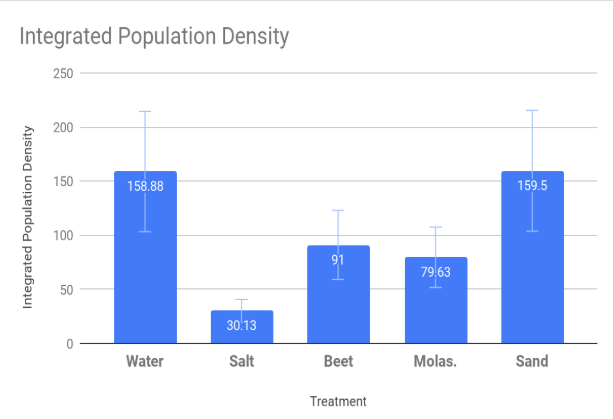 Integrated Population Density
Integrated Population Density
250
200
150
100
50
0
158.88
30.13
91
79.63
159.5
Water Salt Beet Molas. Sand
Treatment